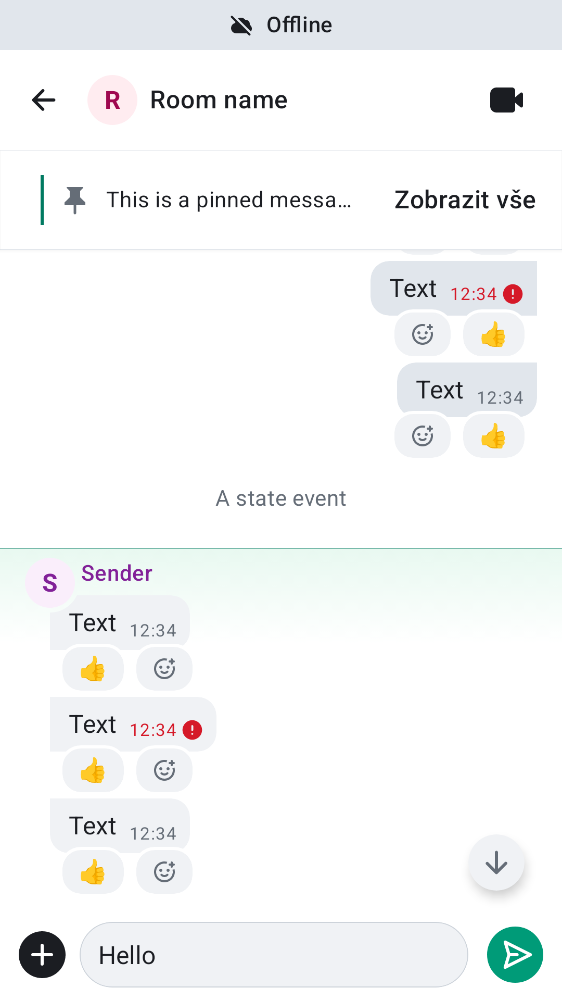 Offline
R Room name
This is a pinned messa... Zobrazit vše
Text 12:34
Text 12:34
A state event
S Sender
Text 12:34
Text 12:34
Text 12:34
Hello